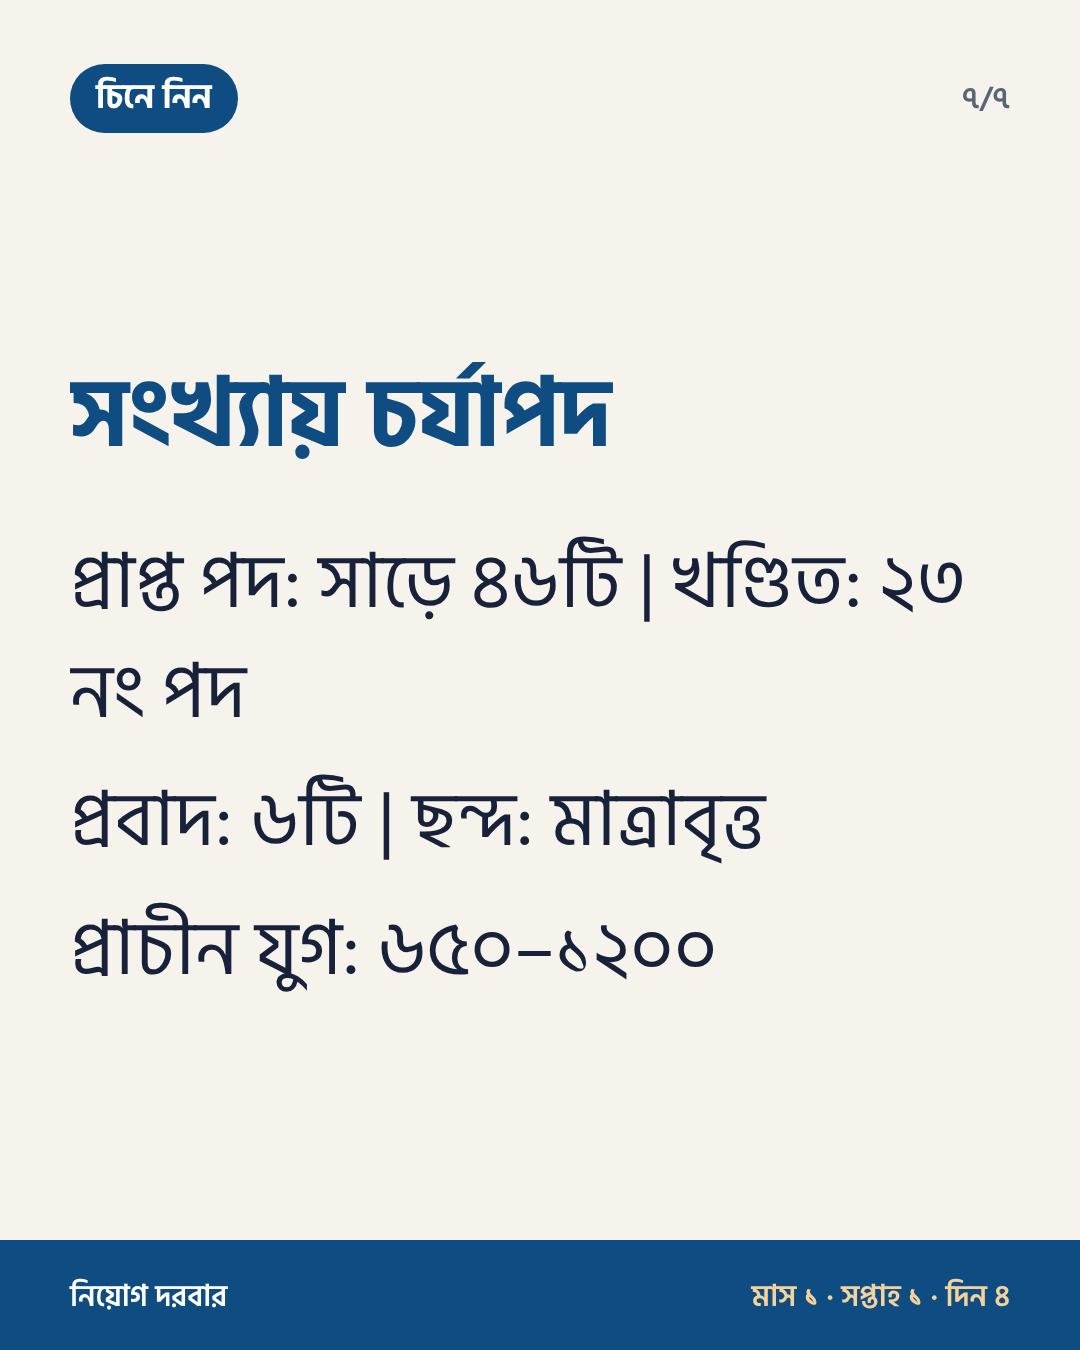 চিনে নিন
৭/৭
সংখ্যায় চর্যাপদ
প্রাপ্ত পদ: সাড়ে ৪৬টি | খণ্ডিত: ২৩
নং পদ
প্রবাদ: ৬টি | ছন্দ: মাত্রাবৃত্ত
প্রাচীন যুগ: ৬৫০–১২০০
নিয়োগ দরবার
মাস ১ · সপ্তাহ ১ · দিন ৪